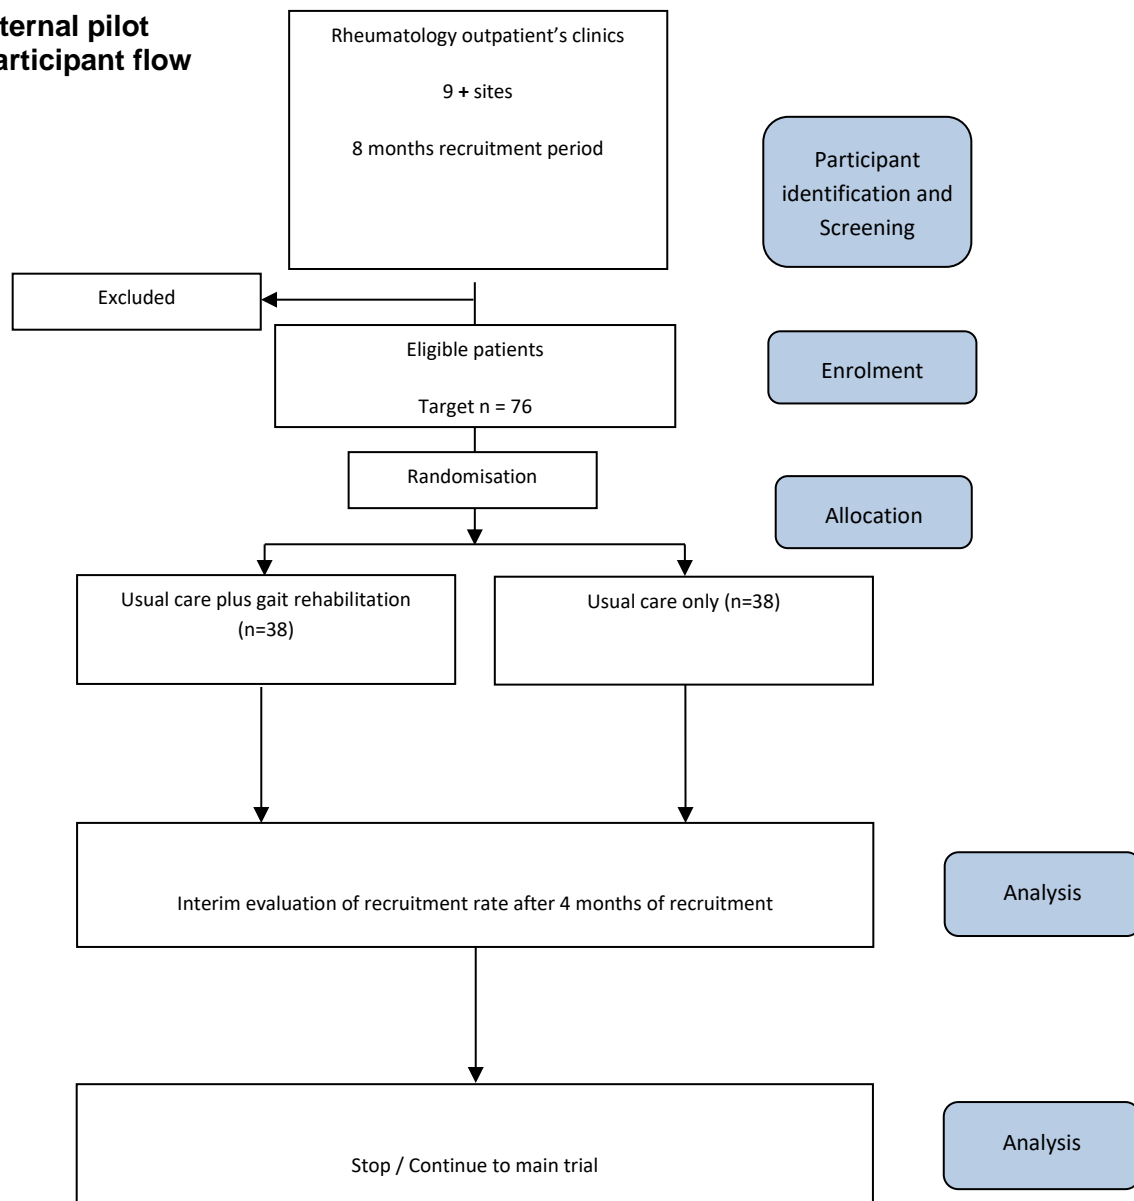 ternal pilot
articipant flow
Rheumatology outpatient’s clinics
9 + sites
8 months recruitment period
Participant
identification and
Screening
Excluded
Eligible patients
Target n = 76
Enrolment
Randomisation
Allocation
Usual care plus gait rehabilitation
(n=38)
Usual care only (n=38)
Interim evaluation of recruitment rate after 4 months of recruitment
Analysis
Stop / Continue to main trial
Analysis